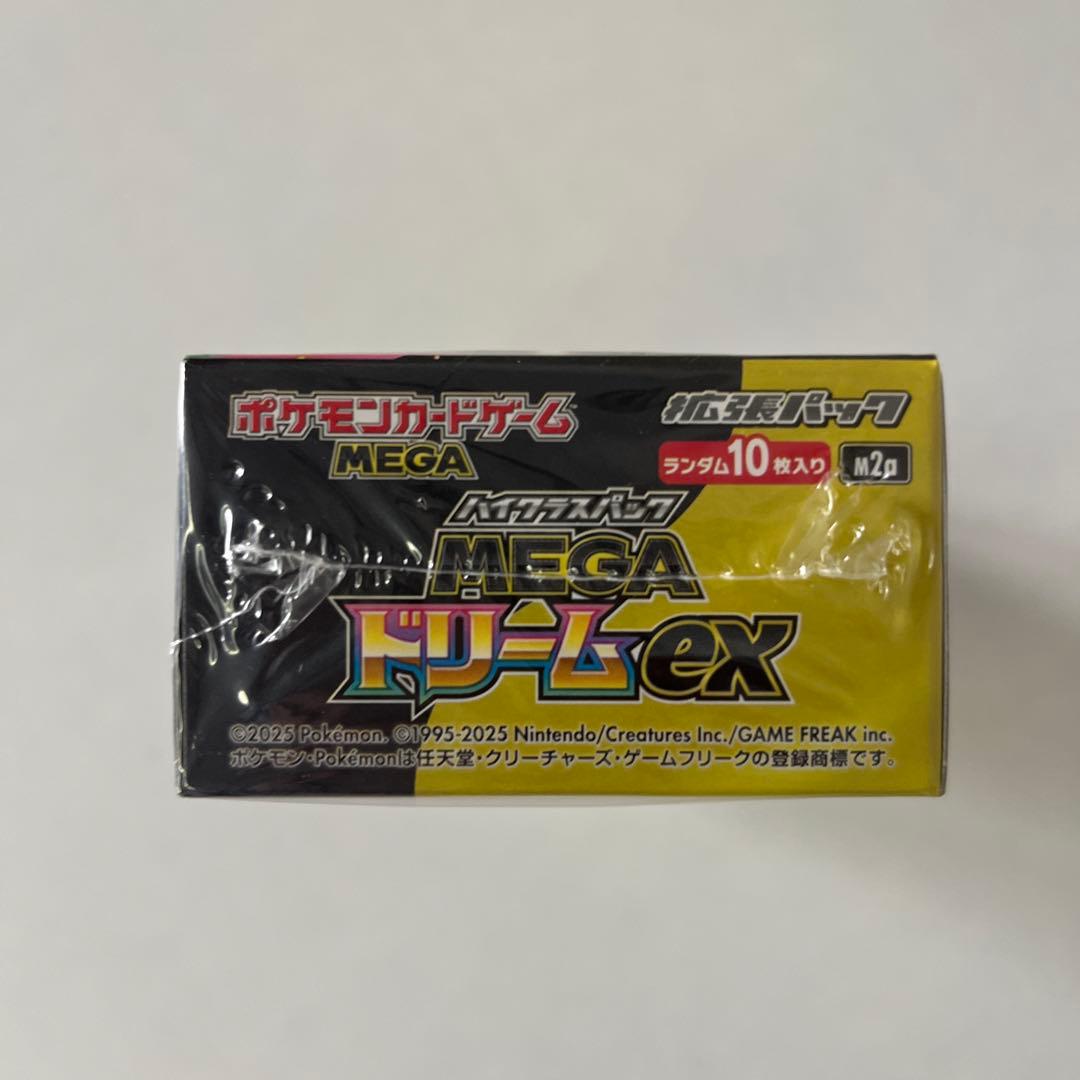 ポケモンカードゲーム
MEGA
拡張パック
ランダム10枚入り M2a
ハイクラスパック
MEGA
ドリームex
©2025 Pokémon. ©1995-2025 Nintendo/Creatures Inc./GAME FREAK inc.
ポケモン・Pokémonは任天堂・クリーチャーズ・ゲームフリークの登録商標です。